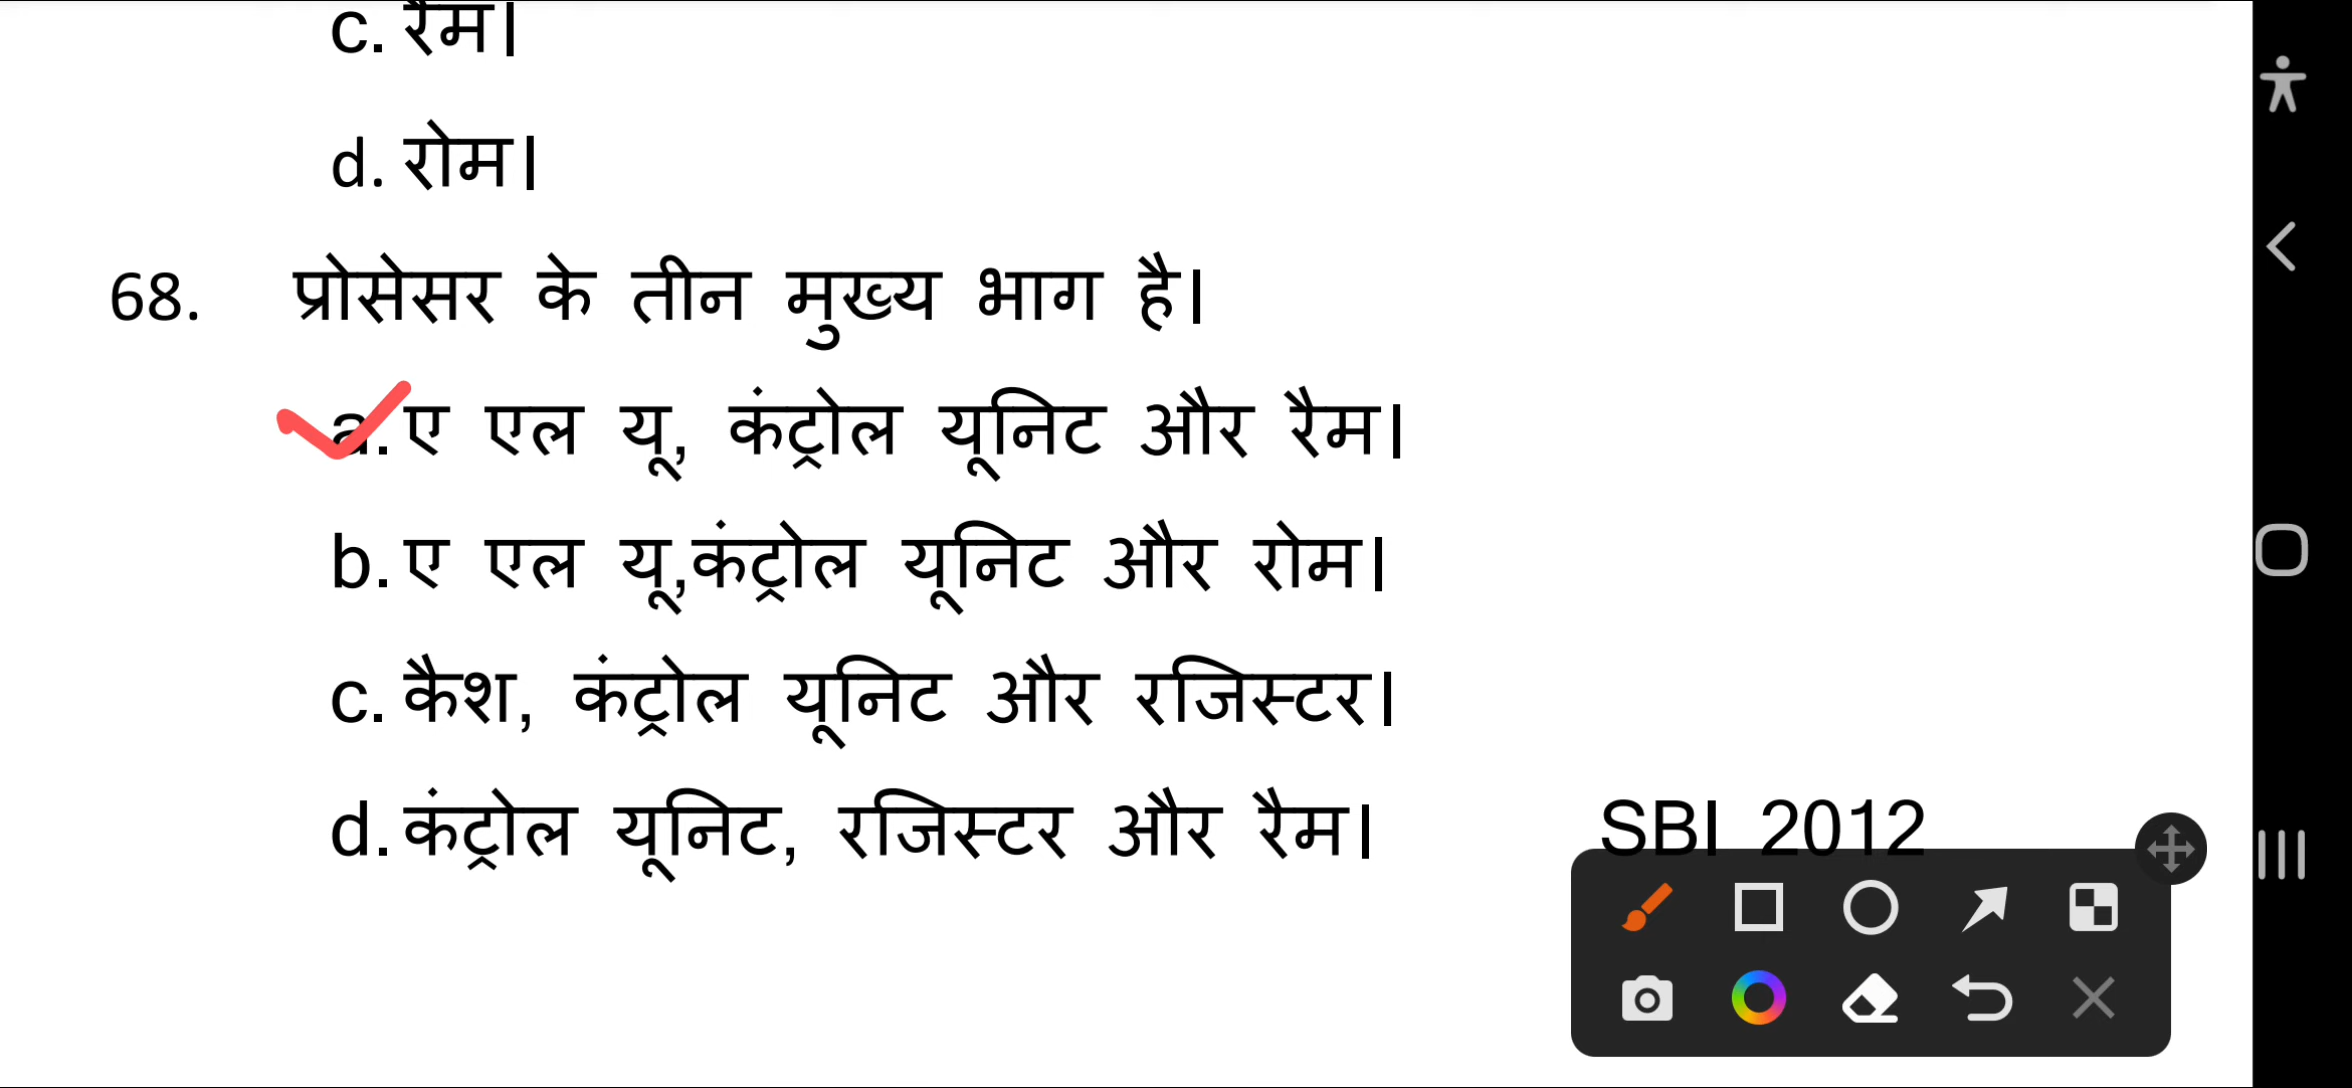 c. रैम।
d. रोम।
68. प्रोसेसर के तीन मुख्य भाग है।
a. ए एल यू, कंट्रोल यूनिट और रैम।
b. ए एल यू,कंट्रोल यूनिट और रोम।
c. कैश, कंट्रोल यूनिट और रजिस्टर।
d. कंट्रोल यूनिट, रजिस्टर और रैम। SBI 2012